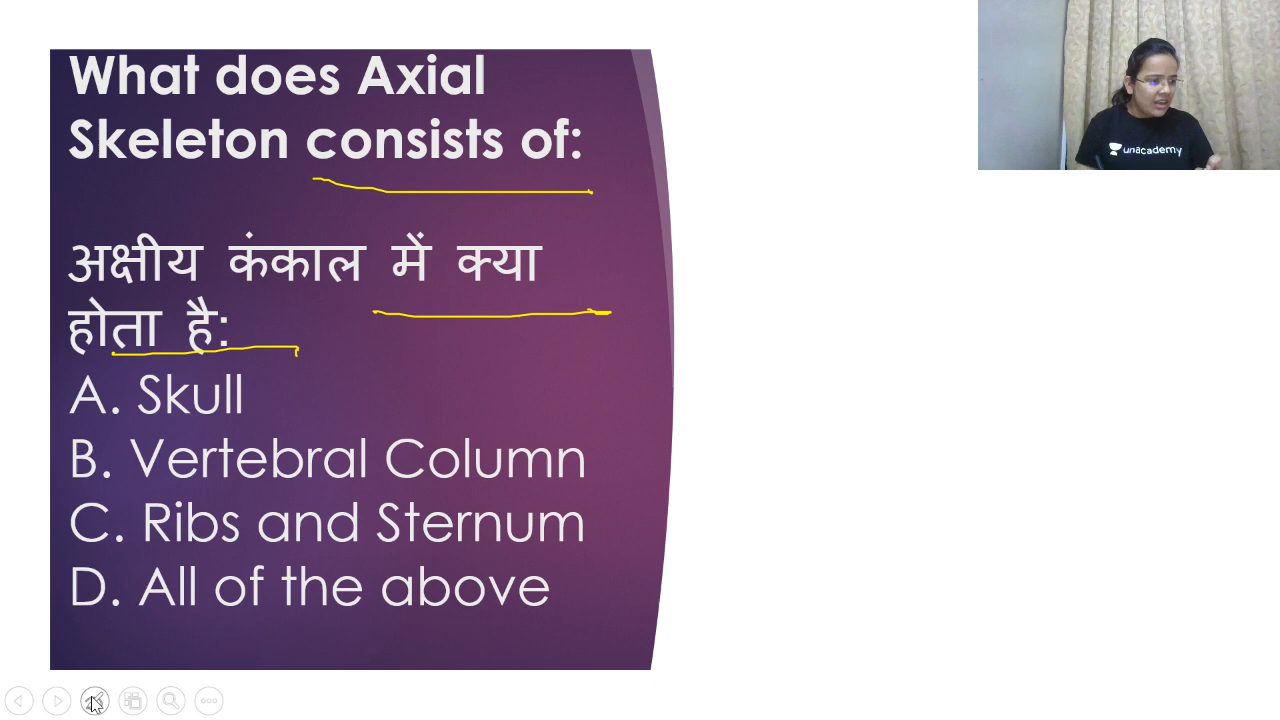 What does Axial
Skeleton consists of:
अक्षीय कंकाल में क्या
होता है:
A. Skull
B. Vertebral Column
C. Ribs and Sternum
D. All of the above
unacademy